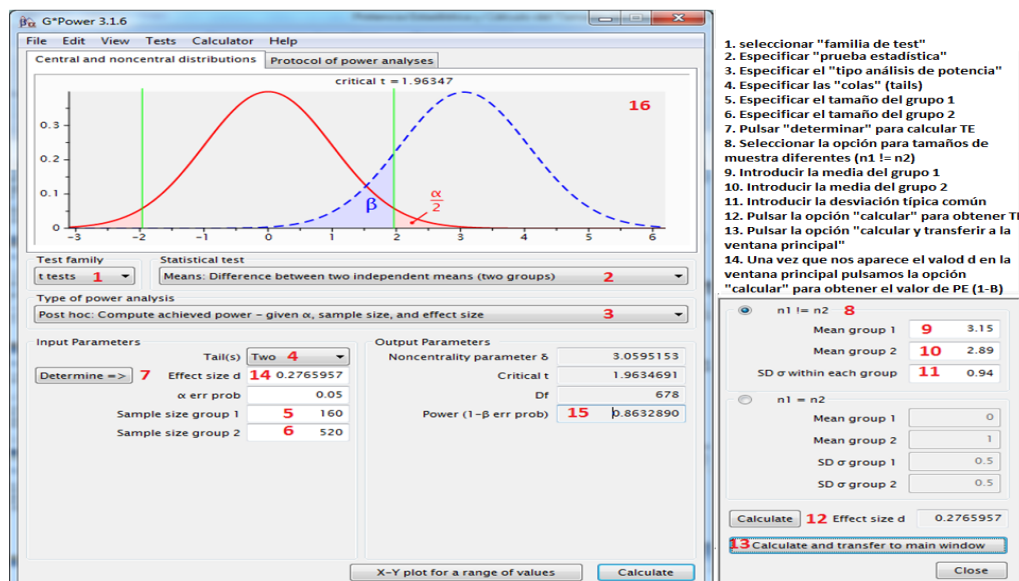 G*Power 3.1.6
File Edit View Tests Calculator Help
Central and noncentral distributions Protocol of power analyses
critical t = 1.96347
16
0.3
0.2
0.1
0
β
α
2
-3 -2 -1 0 1 2 3 4 5 6
Test family Statistical test
t tests 1 Means: Difference between two independent means (two groups) 2
Type of power analysis
Post hoc: Compute achieved power – given α, sample size, and effect size 3
Input Parameters
Tail(s) Two 4
Determine => 7 Effect size d 14 0.2765957
α err prob 0.05
Sample size group 1 5 160
Sample size group 2 6 520
Output Parameters
Noncentrality parameter δ 3.0595153
Critical t 1.9634691
Df 678
Power (1-β err prob) 15 0.8632890
X-Y plot for a range of values Calculate
1. seleccionar "familia de test"
2. Especificar "prueba estadística"
3. Especificar el "tipo análisis de potencia"
4. Especificar las "colas" (tails)
5. Especificar el tamaño del grupo 1
6. Especificar el tamaño del grupo 2
7. Pulsar "determinar" para calcular TE
8. Seleccionar la opción para tamaños de
muestra diferentes (n1 != n2)
9. Introducir la media del grupo 1
10. Introducir la media del grupo 2
11. Introducir la desviación típica común
12. Pulsar la opción "calcular" para obtener
13. Pulsar la opción "calcular y transferir a la
ventana principal"
14. Una vez que nos aparece el valod d en la
ventana principal pulsamos la opción
"calcular" para obtener el valor de PE (1-B)
n1 != n2 8
Mean group 1 9 3.15
Mean group 2 10 2.89
SD σ within each group 11 0.94
n1 = n2
Mean group 1 0
Mean group 2 1
SD σ group 1 0.5
SD σ group 2 0.5
Calculate 12 Effect size d 0.2765957
13 Calculate and transfer to main window
Close